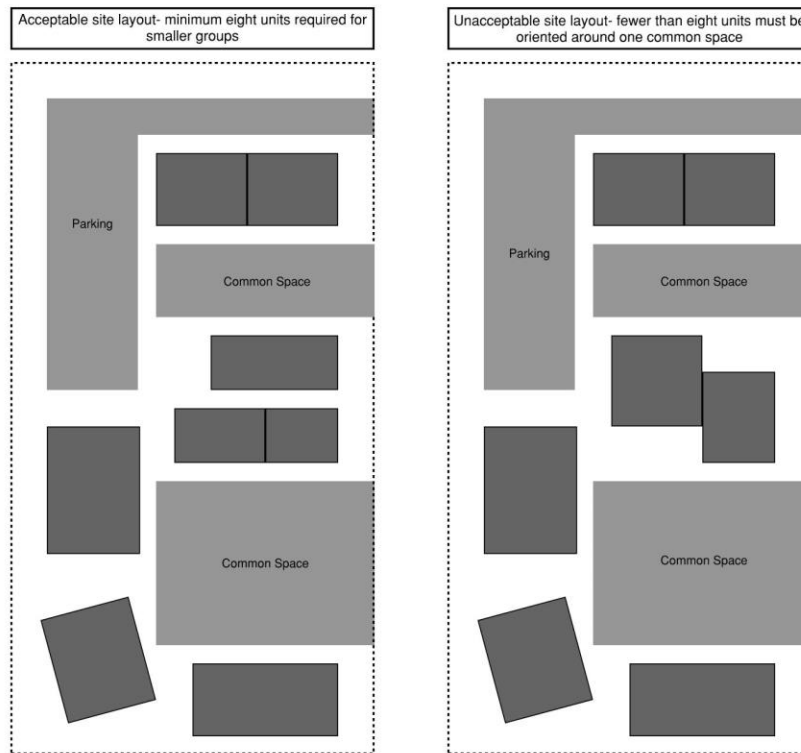 Acceptable site layout- minimum eight units required for
smaller groups
Unacceptable site layout- fewer than eight units must be
oriented around one common space
Parking
Common Space
Common Space
Parking
Common Space
Common Space